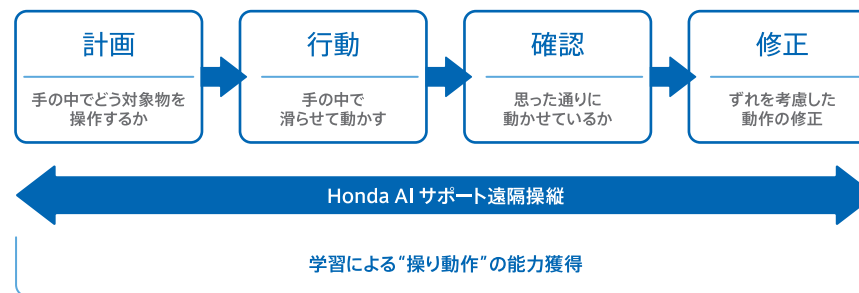 計画
手の中でどう対象物を
操作するか
行動
手の中で
滑らせて動かす
確認
思った通りに
動かせているか
修正
ずれを考慮した
動作の修正
Honda AI サポート遠隔操縦
学習による“操り動作”の能力獲得